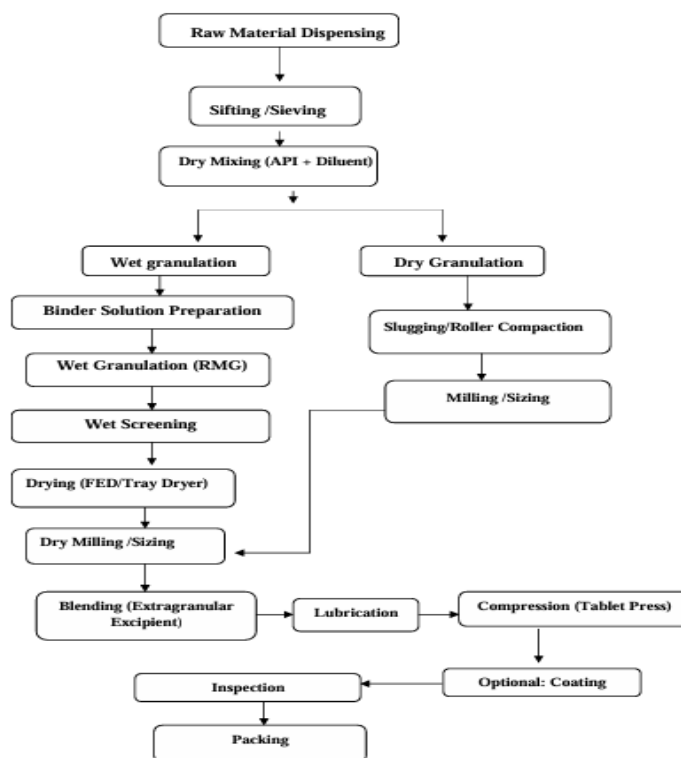 Raw Material Dispensing
Sifting /Sieving
Dry Mixing (API + Diluent)
Wet granulation
Dry Granulation
Binder Solution Preparation
Slugging/Roller Compaction
Wet Granulation (RMG)
Milling /Sizing
Wet Screening
Drying (FED/Tray Dryer)
Dry Milling /Sizing
Blending (Extragranular
Excipient)
Lubrication
Compression (Tablet Press)
Optional: Coating
Inspection
Packing